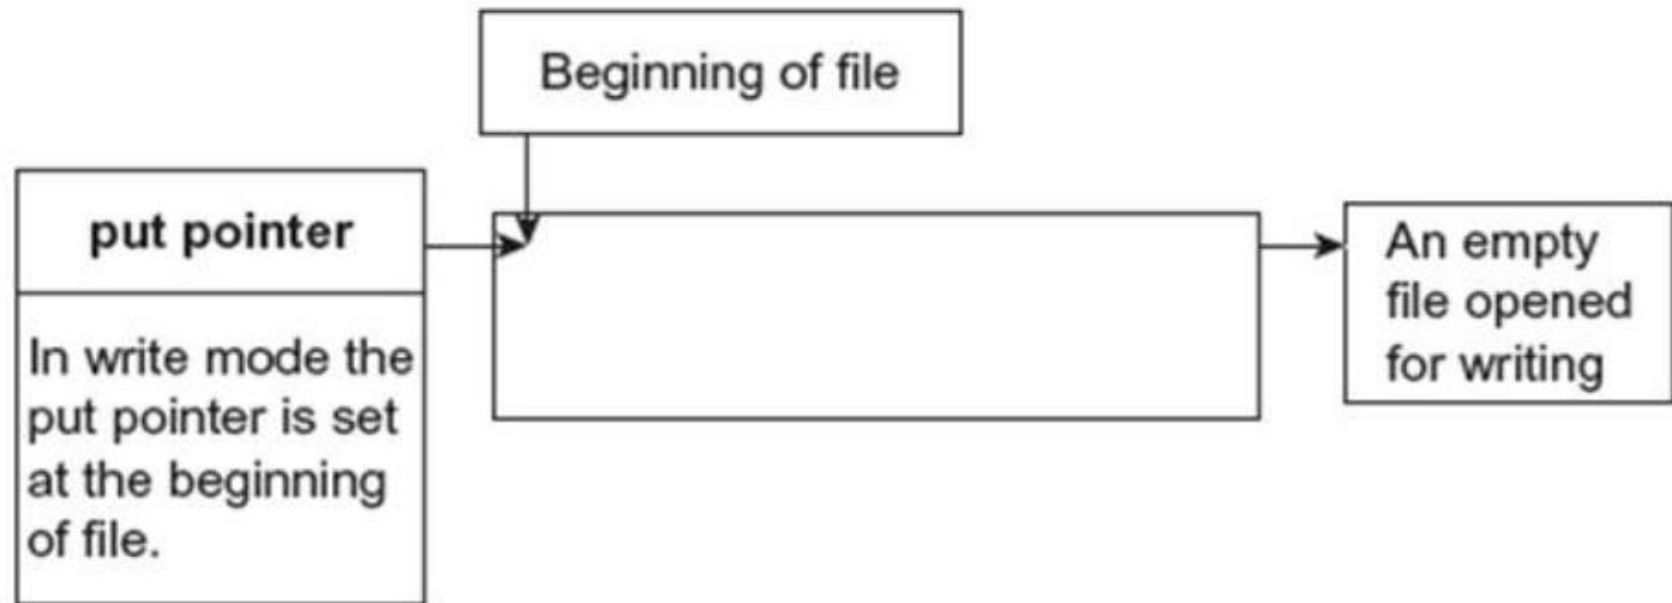 Beginning of file
put pointer
In write mode the
put pointer is set
at the beginning
of file.
An empty
file opened
for writing